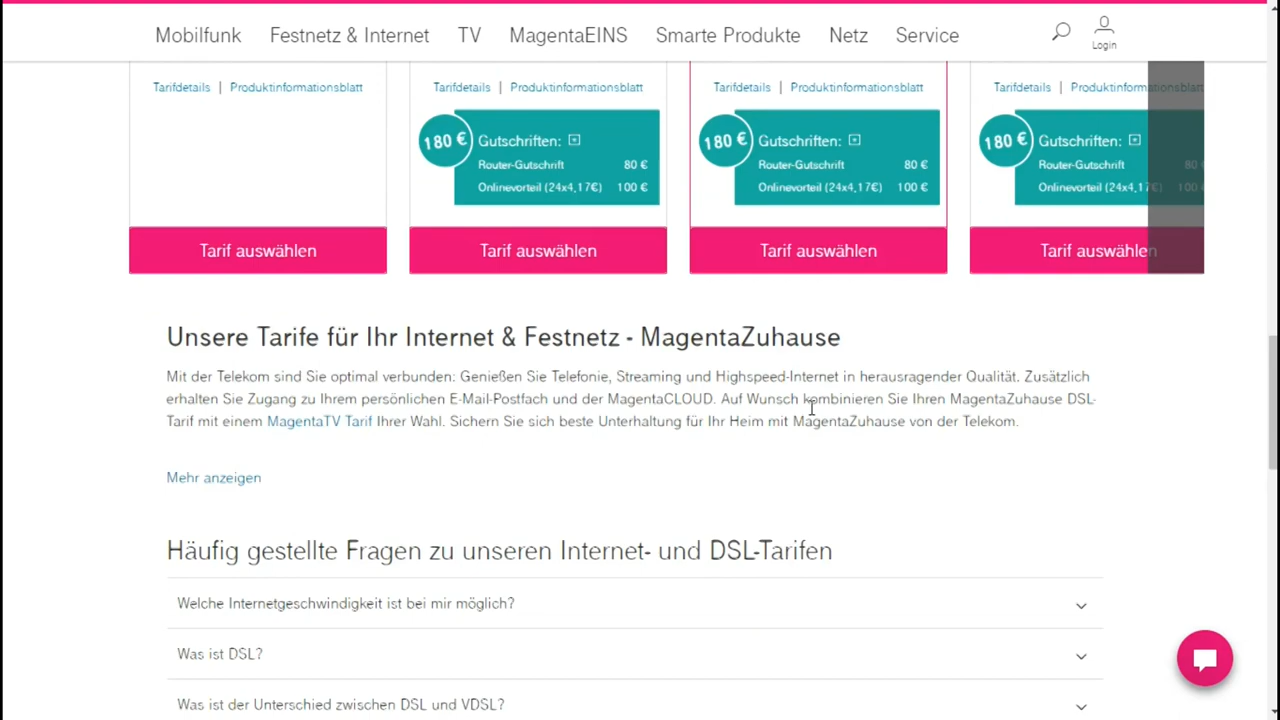 Mobilfunk Festnetz & Internet TV MagentaEINS Smarte Produkte Netz Service
Login
Tarifdetails | Produktinformationsblatt
Tarifdetails | Produktinformationsblatt
180 €
Gutschriften:
Router-Gutschrift 80 €
Onlinevorteil (24x4,17€) 100 €
Tarifdetails | Produktinformationsblatt
180 €
Gutschriften:
Router-Gutschrift 80 €
Onlinevorteil (24x4,17€) 100 €
Tarifdetails | Produktinformationsblatt
180 €
Gutschriften:
Router-Gutschrift 80
Onlinevorteil (24x4,17€) 100 €
Tarif auswählen
Tarif auswählen
Tarif auswählen
Tarif auswählen
Unsere Tarife für Ihr Internet & Festnetz - MagentaZuhause
Mit der Telekom sind Sie optimal verbunden: Genießen Sie Telefonie, Streaming und Highspeed-Internet in herausragender Qualität. Zusätzlich
erhalten Sie Zugang zu Ihrem persönlichen E-Mail-Postfach und der MagentaCLOUD. Auf Wunsch kombinieren Sie Ihren MagentaZuhause DSL-
Tarif mit einem MagentaTV Tarif Ihrer Wahl. Sichern Sie sich beste Unterhaltung für Ihr Heim mit MagentaZuhause von der Telekom.
Mehr anzeigen
Häufig gestellte Fragen zu unseren Internet- und DSL-Tarifen
Welche Internetgeschwindigkeit ist bei mir möglich?
Was ist DSL?
Was ist der Unterschied zwischen DSL und VDSL?